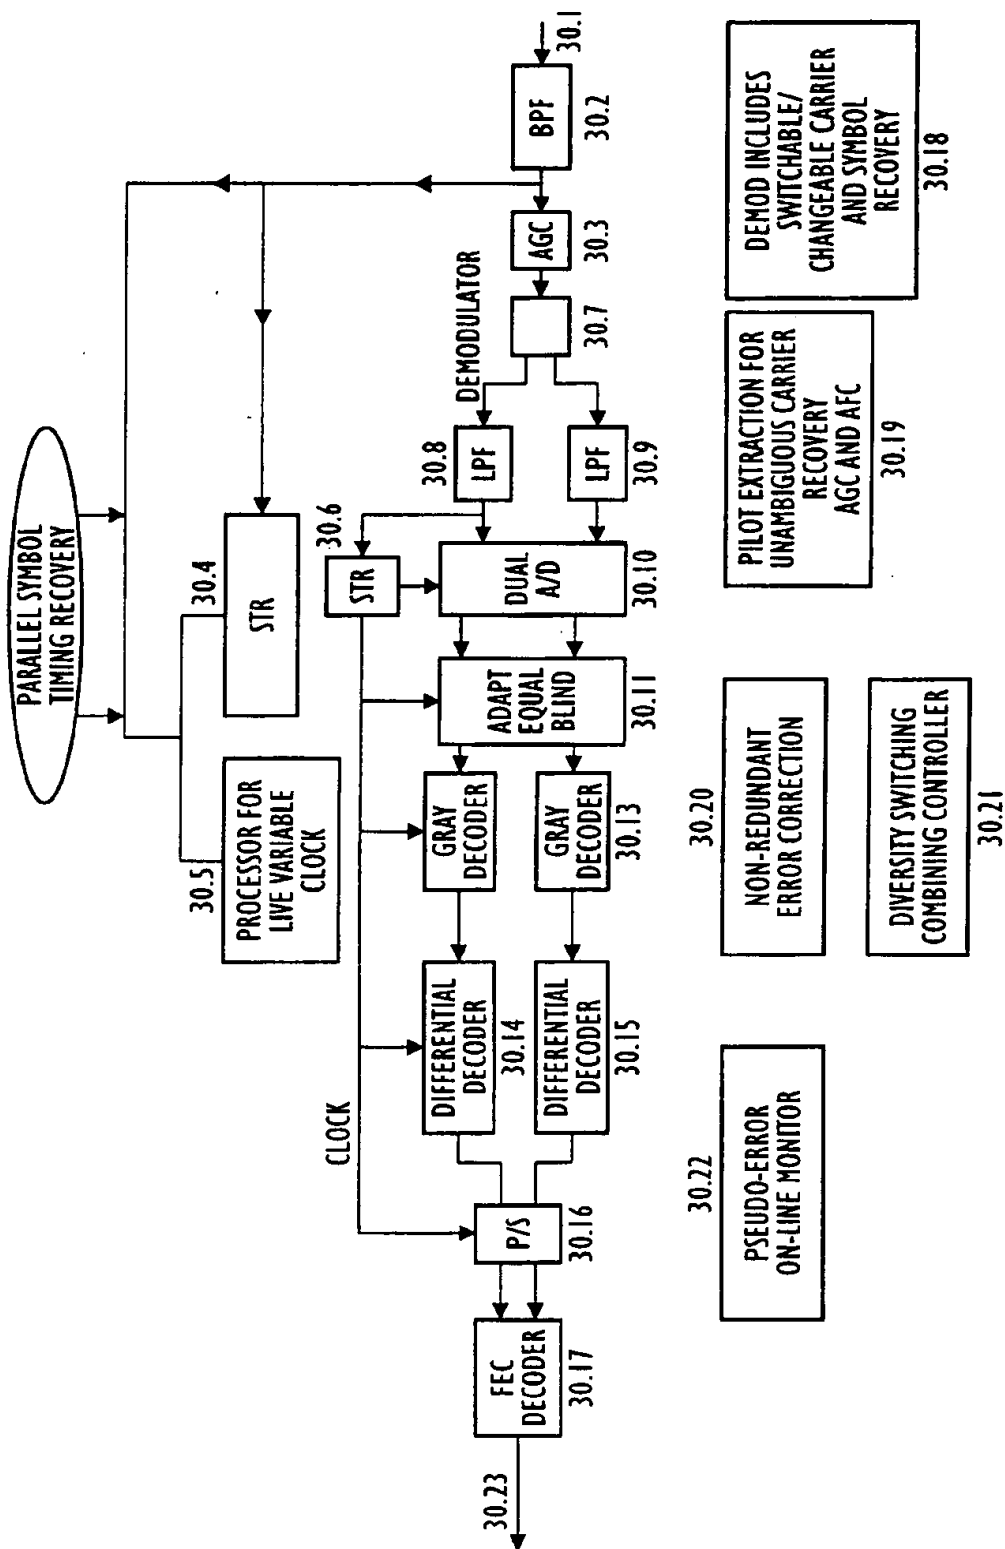 PARALLEL SYMBOL
TIMING RECOVERY
30.1
BPF
30.2
AGC
30.3
30.4
STR
30.5
PROCESSOR FOR
LIVE VARIABLE
CLOCK
DEMODULATOR
30.7
30.8
LPF
LPF
30.9
30.6
STR
DUAL
A/D
30.10
ADAPT
EQUAL
BLIND
30.11
GRAY
DECODER
GRAY
DECODER
30.13
DIFFERENTIAL
DECODER
30.14
DIFFERENTIAL
DECODER
30.15
CLOCK
P/S
30.16
FEC
DECODER
30.17
30.23
DEMOD INCLUDES
SWITCHABLE/
CHANGEABLE CARRIER
AND SYMBOL
RECOVERY
30.18
PILOT EXTRACTION FOR
UNAMBIGUOUS CARRIER
RECOVERY
AGC AND AFC
30.19
30.20
NON-REDUNDANT
ERROR CORRECTION
DIVERSITY SWITCHING
COMBINING CONTROLLER
30.21
30.22
PSEUDO-ERROR
ON-LINE MONITOR